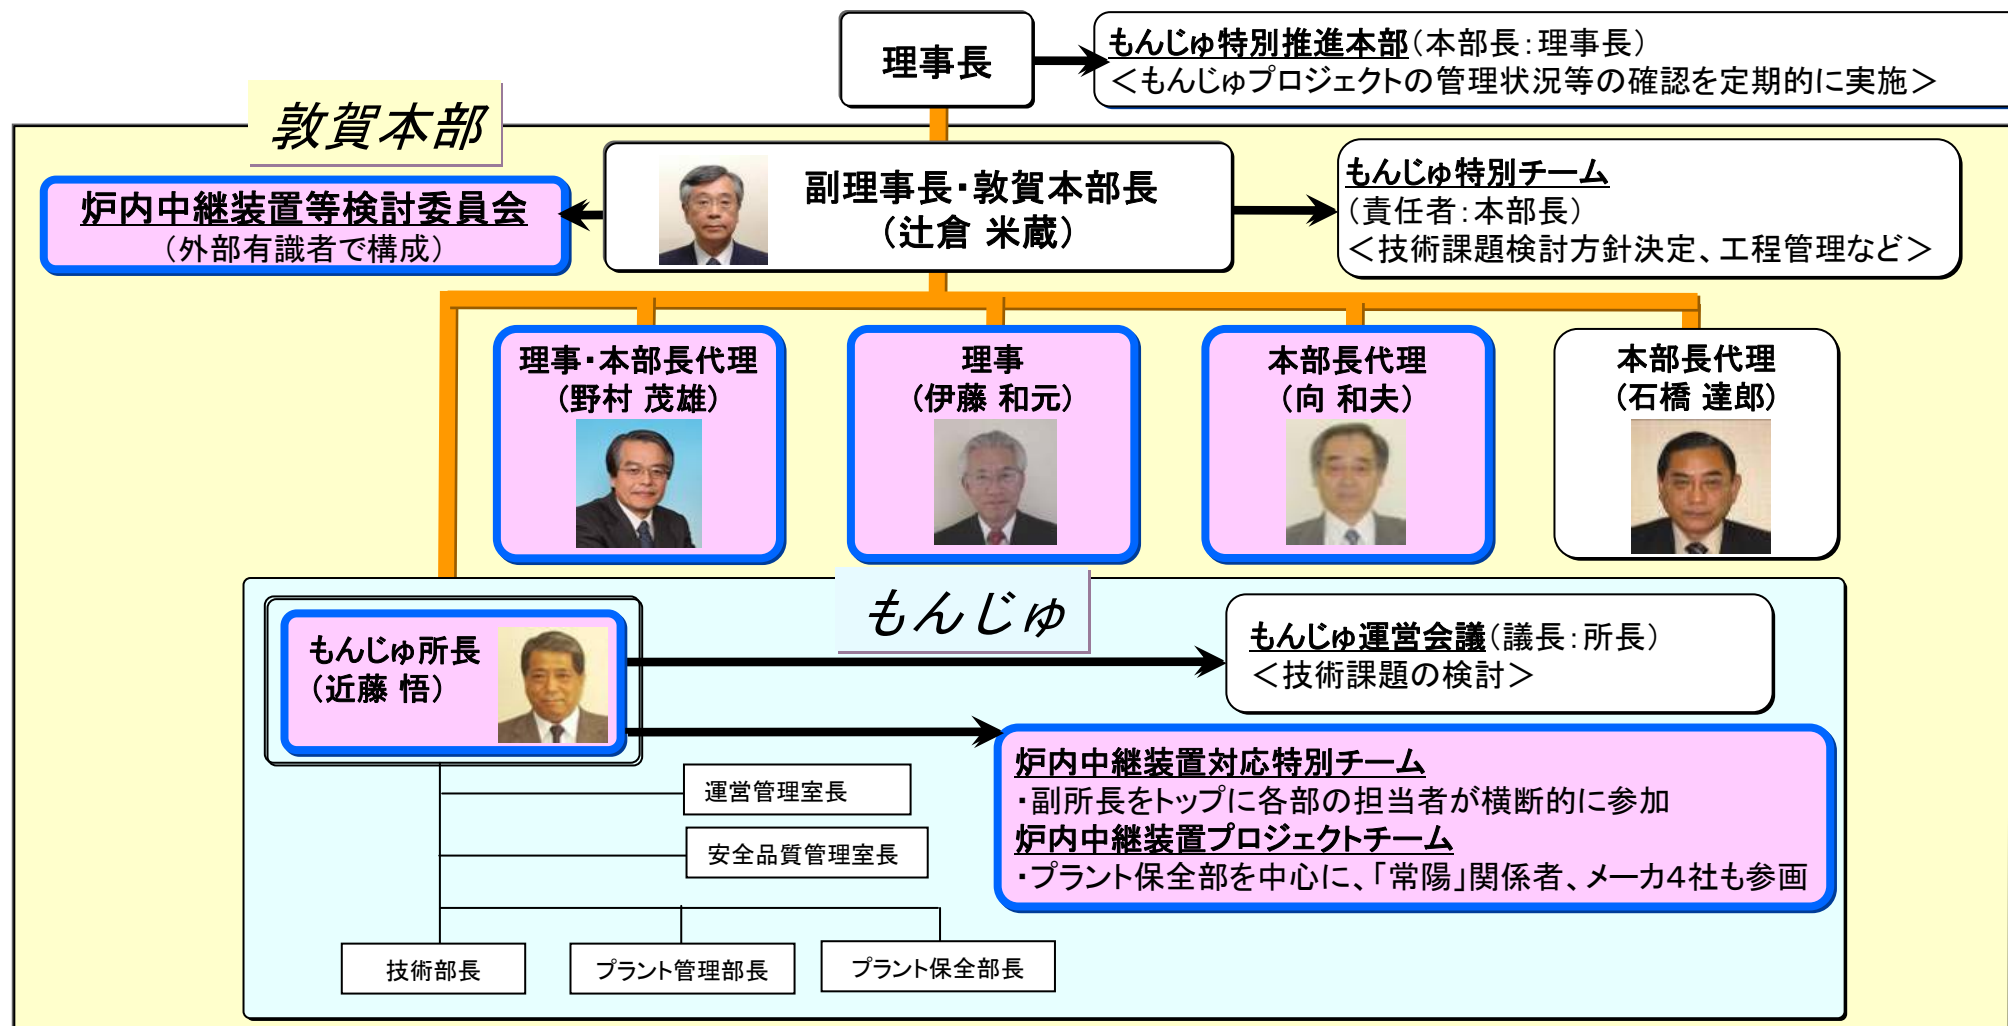 理事長
もんじゅ特別推進本部(本部長:理事長)
<もんじゅプロジェクトの管理状況等の確認を定期的に実施>
敦賀本部
炉内中継装置等検討委員会
(外部有識者で構成)
副理事長・敦賀本部長
(辻倉 米蔵)
もんじゅ特別チーム
(責任者:本部長)
<技術課題検討方針決定、工程管理など>
理事・本部長代理
(野村 茂雄)
理事
(伊藤 和元)
本部長代理
(向 和夫)
本部長代理
(石橋 達郎)
もんじゅ
もんじゅ所長
(近藤 悟)
もんじゅ運営会議(議長:所長)
<技術課題の検討>
炉内中継装置対応特別チーム
・副所長をトップに各部の担当者が横断的に参加
炉内中継装置プロジェクトチーム
・プラント保全部を中心に、「常陽」関係者、メーカ4社も参画
運営管理室長
安全品質管理室長
技術部長
プラント管理部長
プラント保全部長